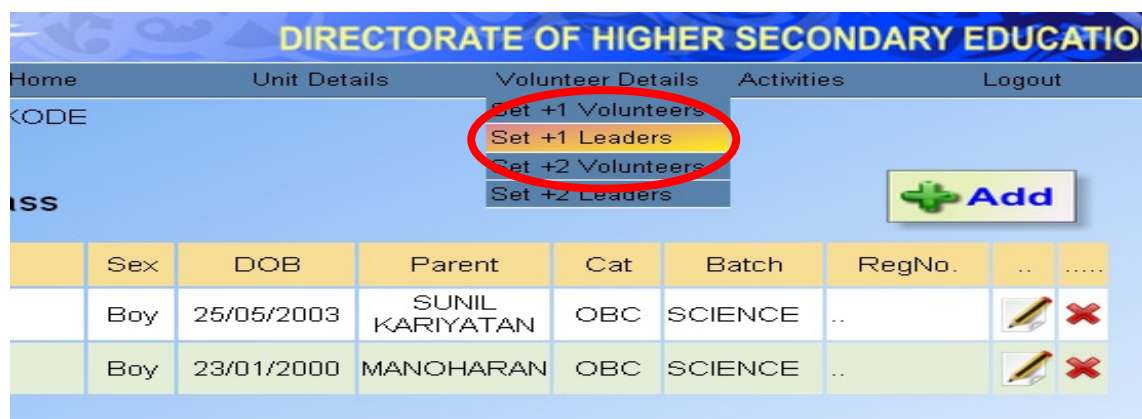 DIRECTORATE OF HIGHER SECONDARY EDUCATIO
Home Unit Details Volunteer Details Activities Logout
KODE
Set +1 Volunteers
Set +1 Leaders
Set +2 Volunteers
Set +2 Leaders
ass
Add
Sex DOB Parent Cat Batch RegNo. .. .....
Boy 25/05/2003 SUNIL KARIYATAN OBC SCIENCE ..
Boy 23/01/2000 MANOHARAN OBC SCIENCE ..